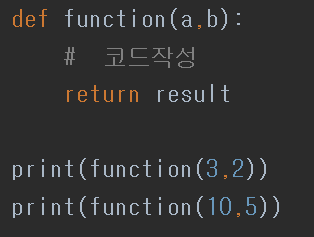 def function(a,b):
    #  코드작성
    return result

print(function(3,2))
print(function(10,5))